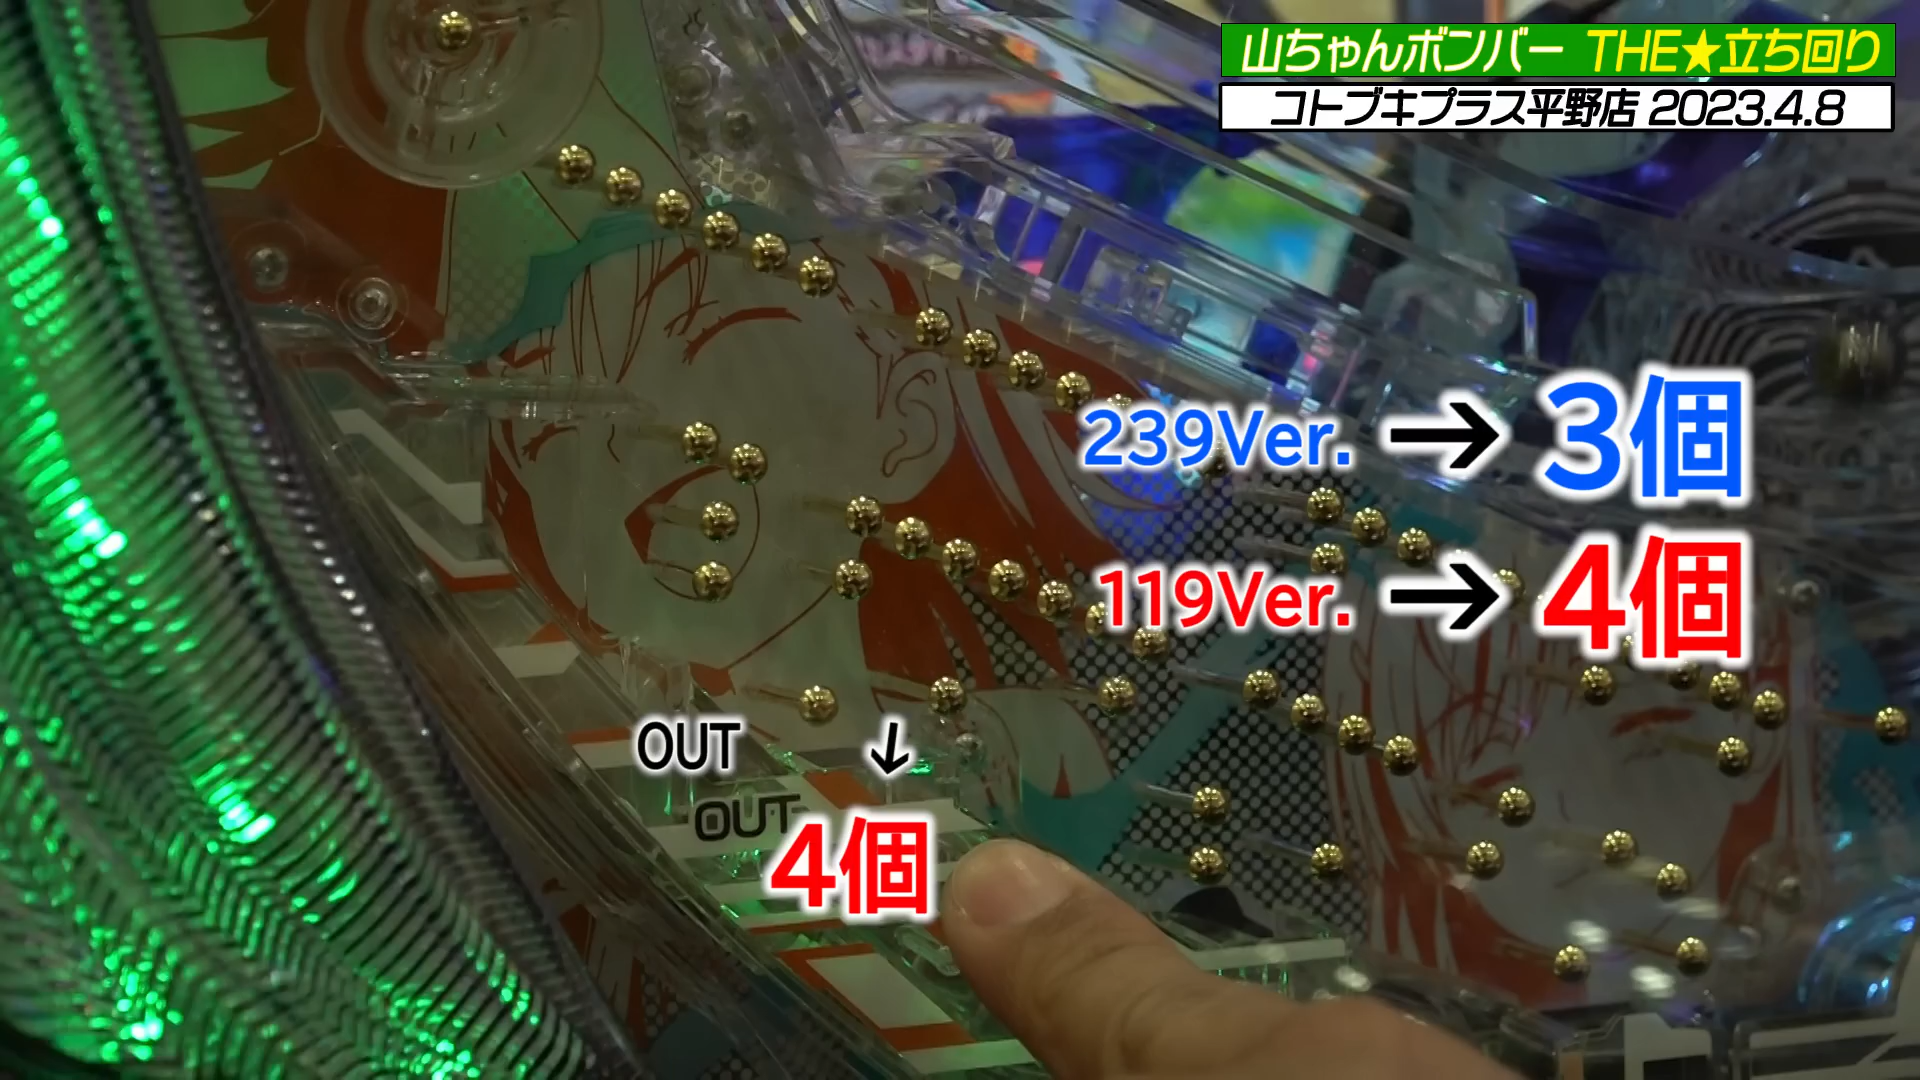 山ちゃんボンバー THE★立ち回り
コトブキプラス平野店 2023.4.8
239Ver. → 3個
119Ver. → 4個
OUT ↓
OUT
4個